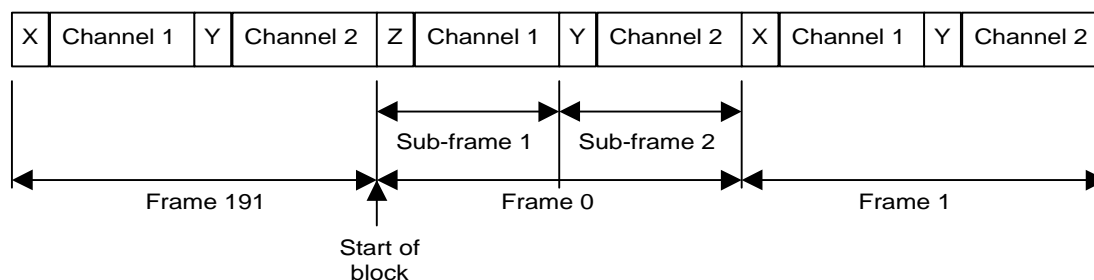 X Channel 1 Y Channel 2 Z Channel 1 Y Channel 2 X Channel 1 Y Channel 2
Sub-frame 1 Sub-frame 2
Frame 191 Frame 0 Frame 1
Start of
block